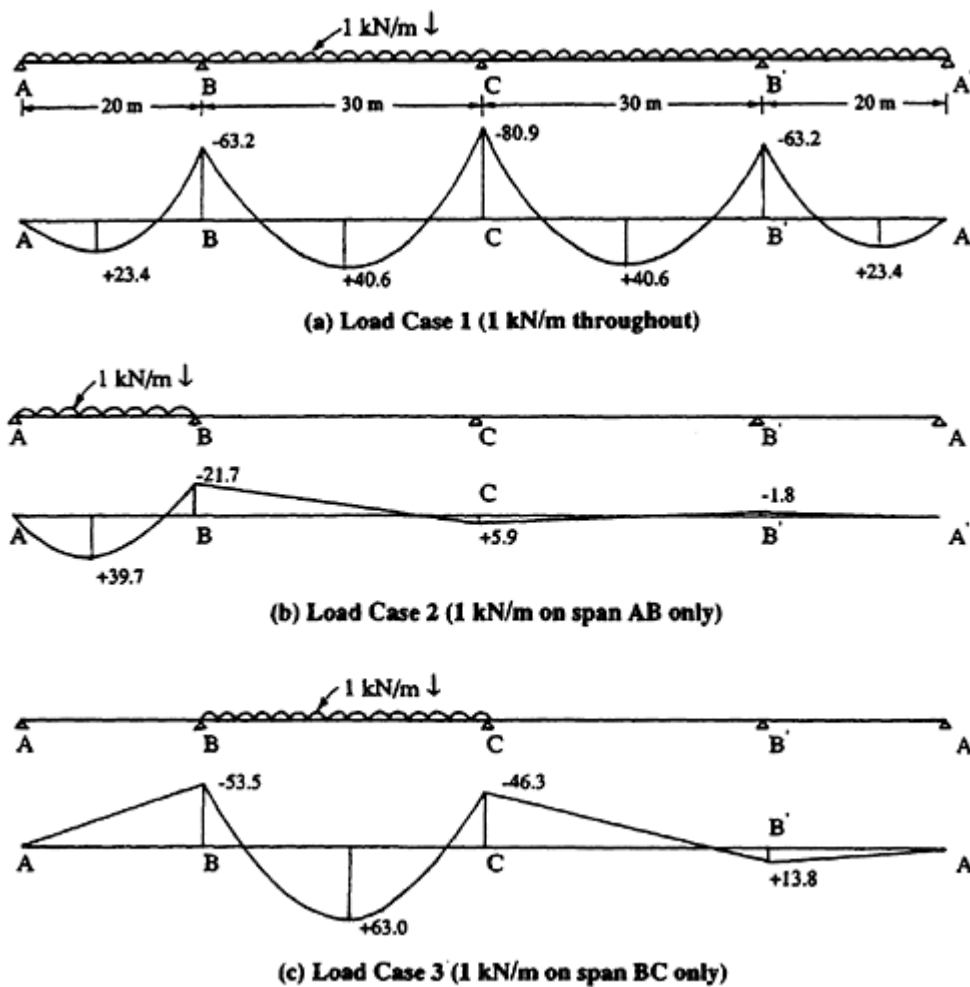 1 kN/m ↓
A B C B' A'
20 m 30 m 30 m 20 m
-63.2 -80.9 -63.2
A B C B' A
+23.4 +40.6 +40.6 +23.4
(a) Load Case 1 (1 kN/m throughout)
1 kN/m ↓
A B C B' A
-21.7 C -1.8
A B +5.9 B' A'
+39.7
(b) Load Case 2 (1 kN/m on span AB only)
1 kN/m ↓
A B C B' A
-53.5 -46.3
B'
A B C A
+13.8
+63.0
(c) Load Case 3 (1 kN/m on span BC only)